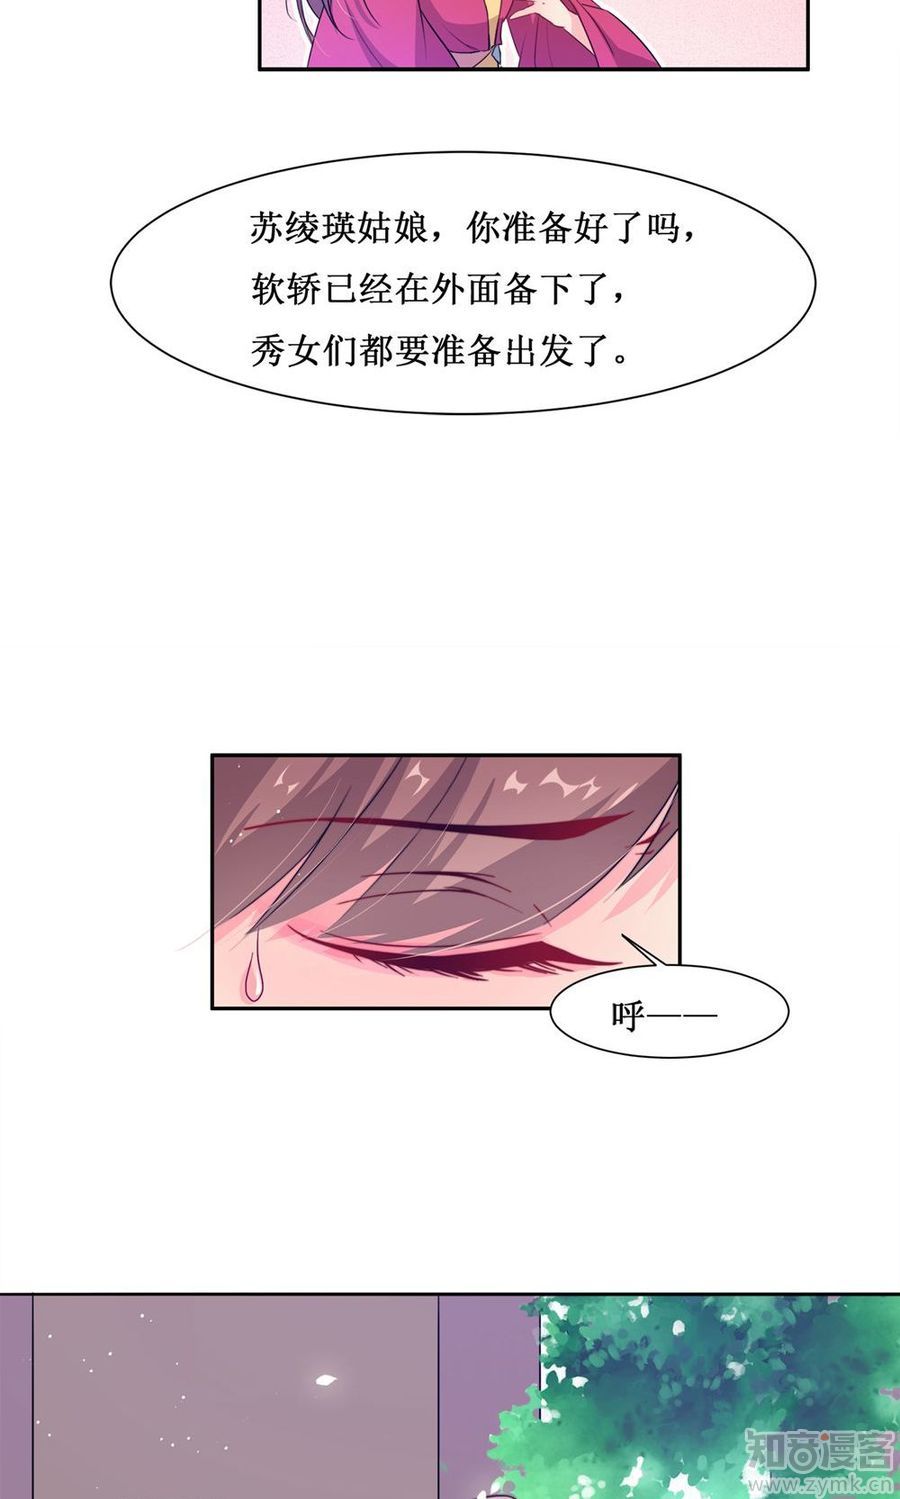 苏绫瑛姑娘，你准备好了吗，
软轿已经在外面备下了，
秀女们都要准备出发了。
呼——
知音漫客
www.zymk.cn